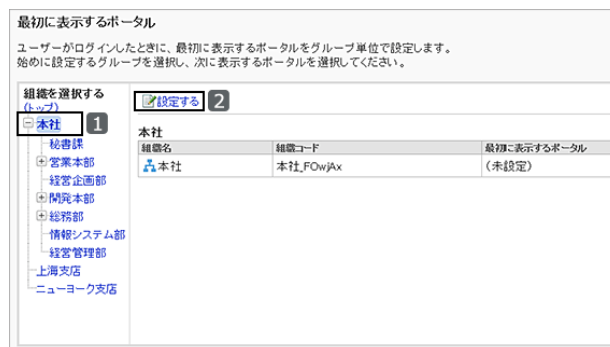 最初に表示するポータル
ユーザーがログインしたときに、最初に表示するポータルをグループ単位で設定します。
始めに設定するグループを選択し、次に表示するポータルを選択してください。
組織を選択する
(トップ)
本社 1
秘書課
営業本部
経営企画部
開発本部
総務部
情報システム部
経営管理部
上海支店
ニューヨーク支店
設定する 2
本社
組織名 組織コード 最初に表示するポータル
本社 本社_FOwjAx (未設定)